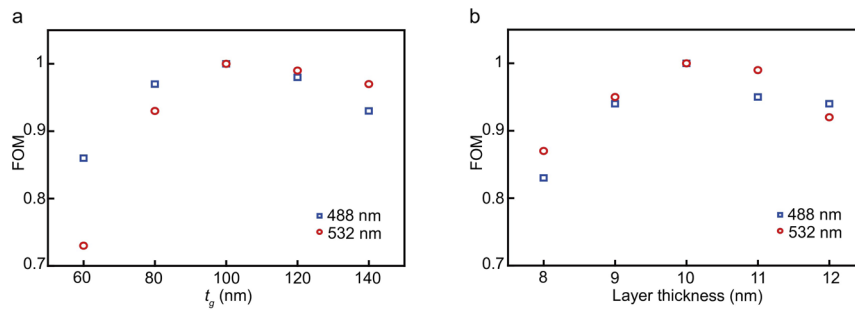 a
1
0.9
0.8
0.7
FOM
60 80 100 120 140
t_g (nm)
488 nm
532 nm
b
1
0.9
0.8
0.7
FOM
8 9 10 11 12
Layer thickness (nm)
488 nm
532 nm